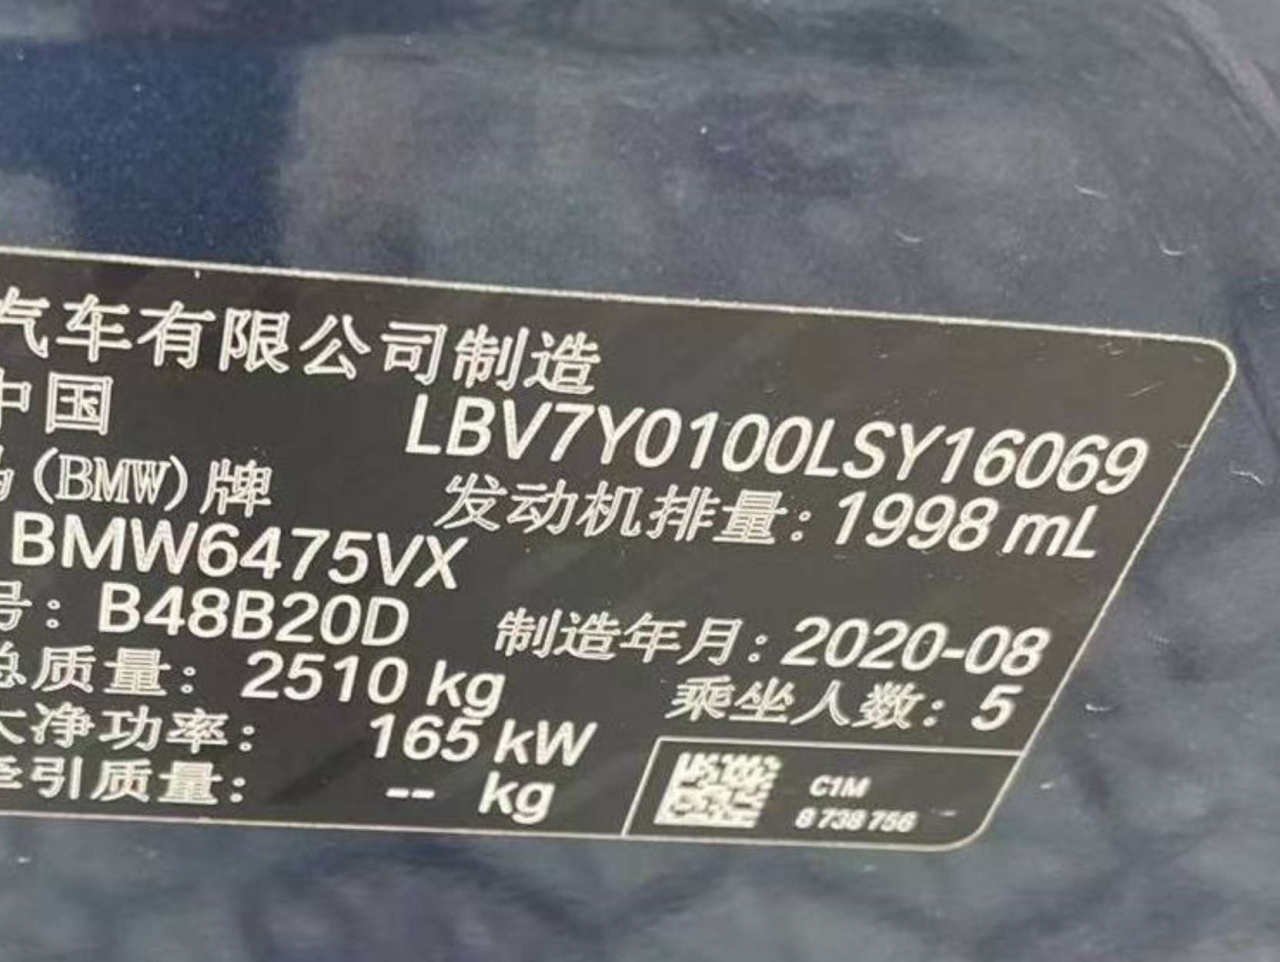 汽车有限公司制造
中国
LBV7Y0100LSY16069
(BMW)牌
发动机排量:1998 mL
BMW6475VX
号:B48B20D
制造年月:2020-08
总质量:2510 kg
乘坐人数:5
大净功率:165 kW
牵引质量:-- kg
C1M
8 738 756